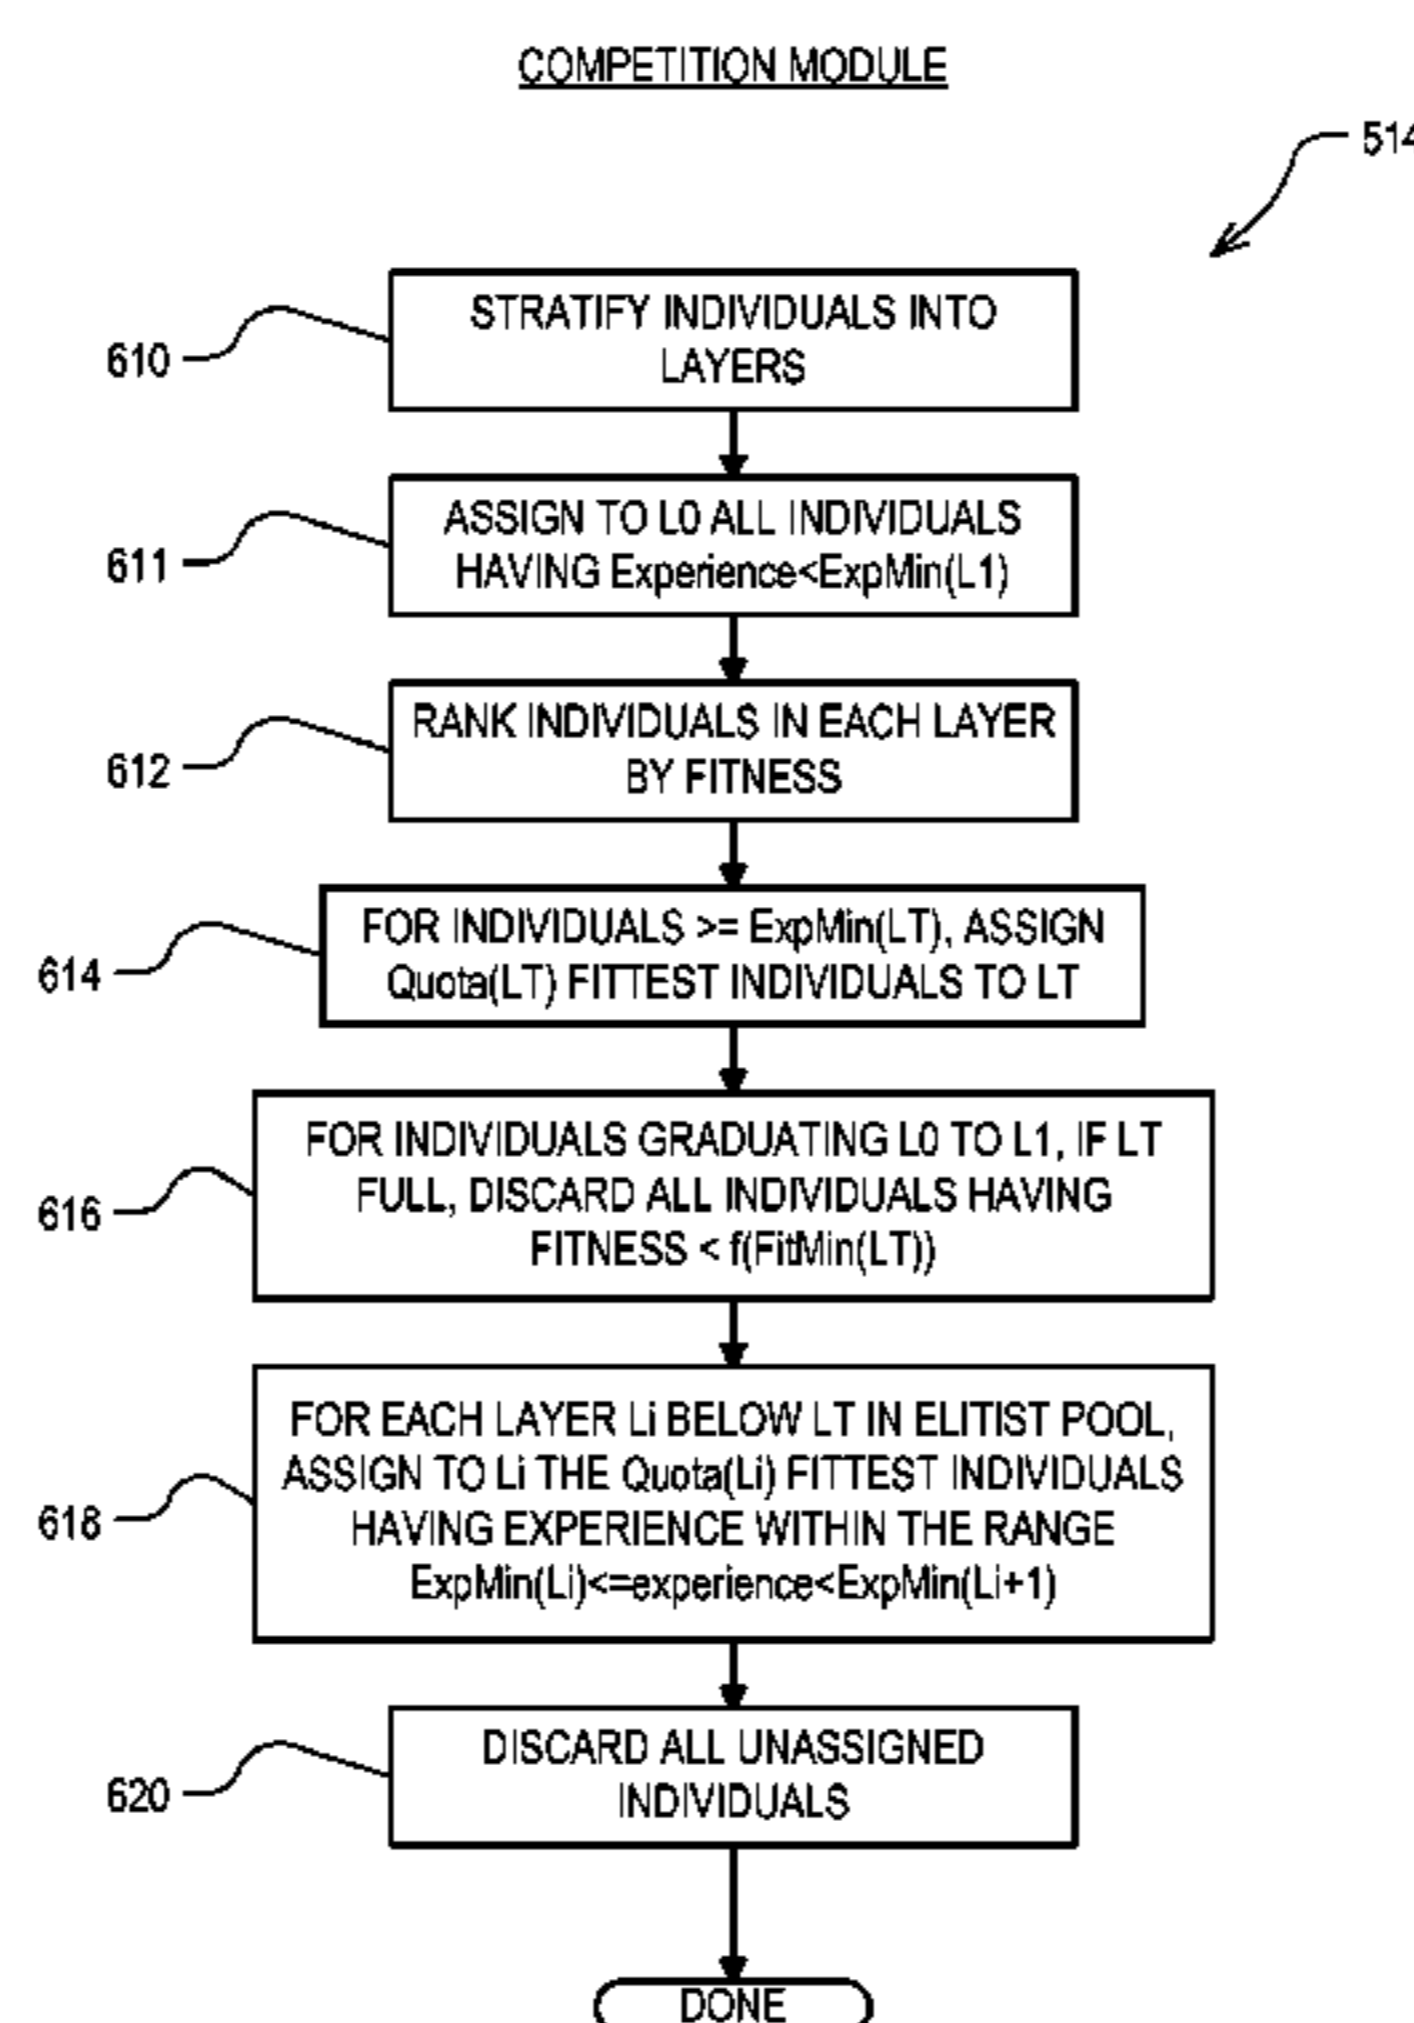 COMPETITION MODULE
514
610
STRATIFY INDIVIDUALS INTO
LAYERS
611
ASSIGN TO L0 ALL INDIVIDUALS
HAVING Experience<ExpMin(L1)
612
RANK INDIVIDUALS IN EACH LAYER
BY FITNESS
614
FOR INDIVIDUALS >= ExpMin(LT), ASSIGN
Quota(LT) FITTEST INDIVIDUALS TO LT
616
FOR INDIVIDUALS GRADUATING L0 TO L1, IF LT
FULL, DISCARD ALL INDIVIDUALS HAVING
FITNESS < f(FitMin(LT))
618
FOR EACH LAYER Li BELOW LT IN ELITIST POOL,
ASSIGN TO Li THE Quota(Li) FITTEST INDIVIDUALS
HAVING EXPERIENCE WITHIN THE RANGE
ExpMin(Li)<=experience<ExpMin(Li+1)
620
DISCARD ALL UNASSIGNED
INDIVIDUALS
DONE